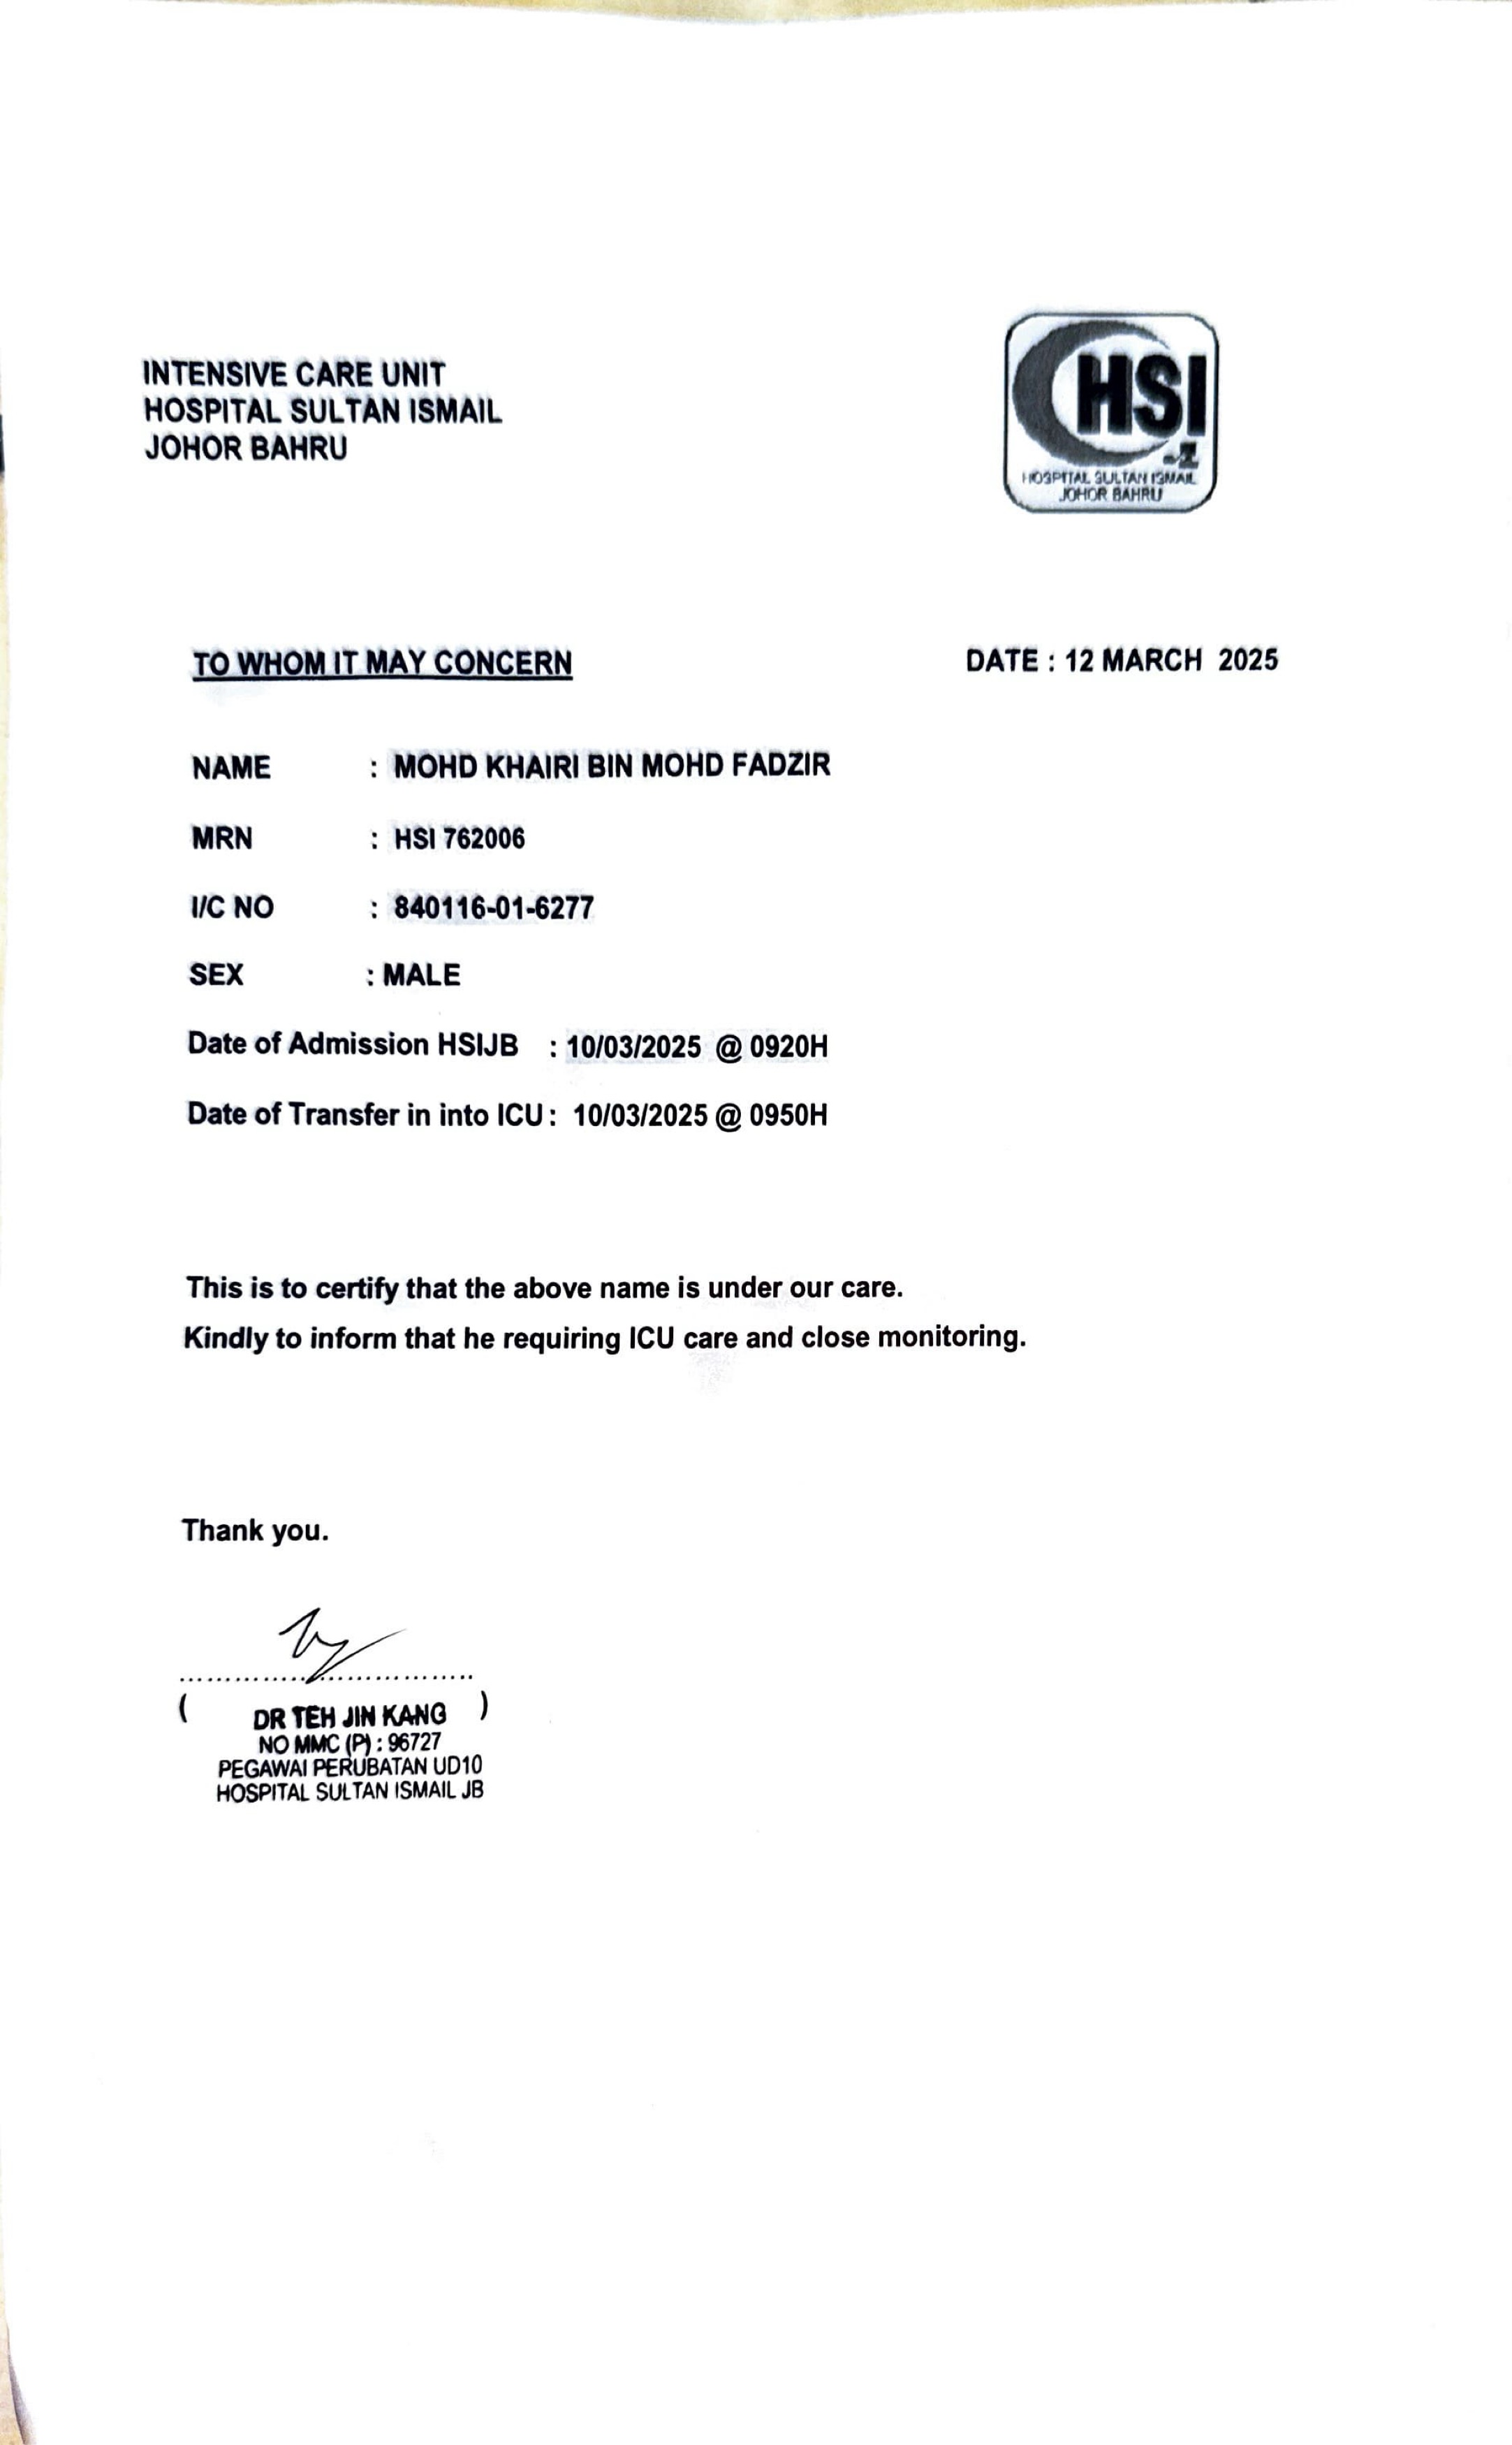 INTENSIVE CARE UNIT
HOSPITAL SULTAN ISMAIL
JOHOR BAHRU
HSI
HOSPITAL SULTAN ISMAIL
JOHOR BAHRU
TO WHOM IT MAY CONCERN DATE : 12 MARCH 2025
NAME : MOHD KHAIRI BIN MOHD FADZIR
MRN : HSI 762006
I/C NO : 840116-01-6277
SEX : MALE
Date of Admission HSIJB : 10/03/2025 @ 0920H
Date of Transfer in into ICU : 10/03/2025 @ 0950H
This is to certify that the above name is under our care.
Kindly to inform that he requiring ICU care and close monitoring.
Thank you.
( DR TEH JIN KANG )
NO MMC (P) : 96727
PEGAWAI PERUBATAN UD10
HOSPITAL SULTAN ISMAIL JB